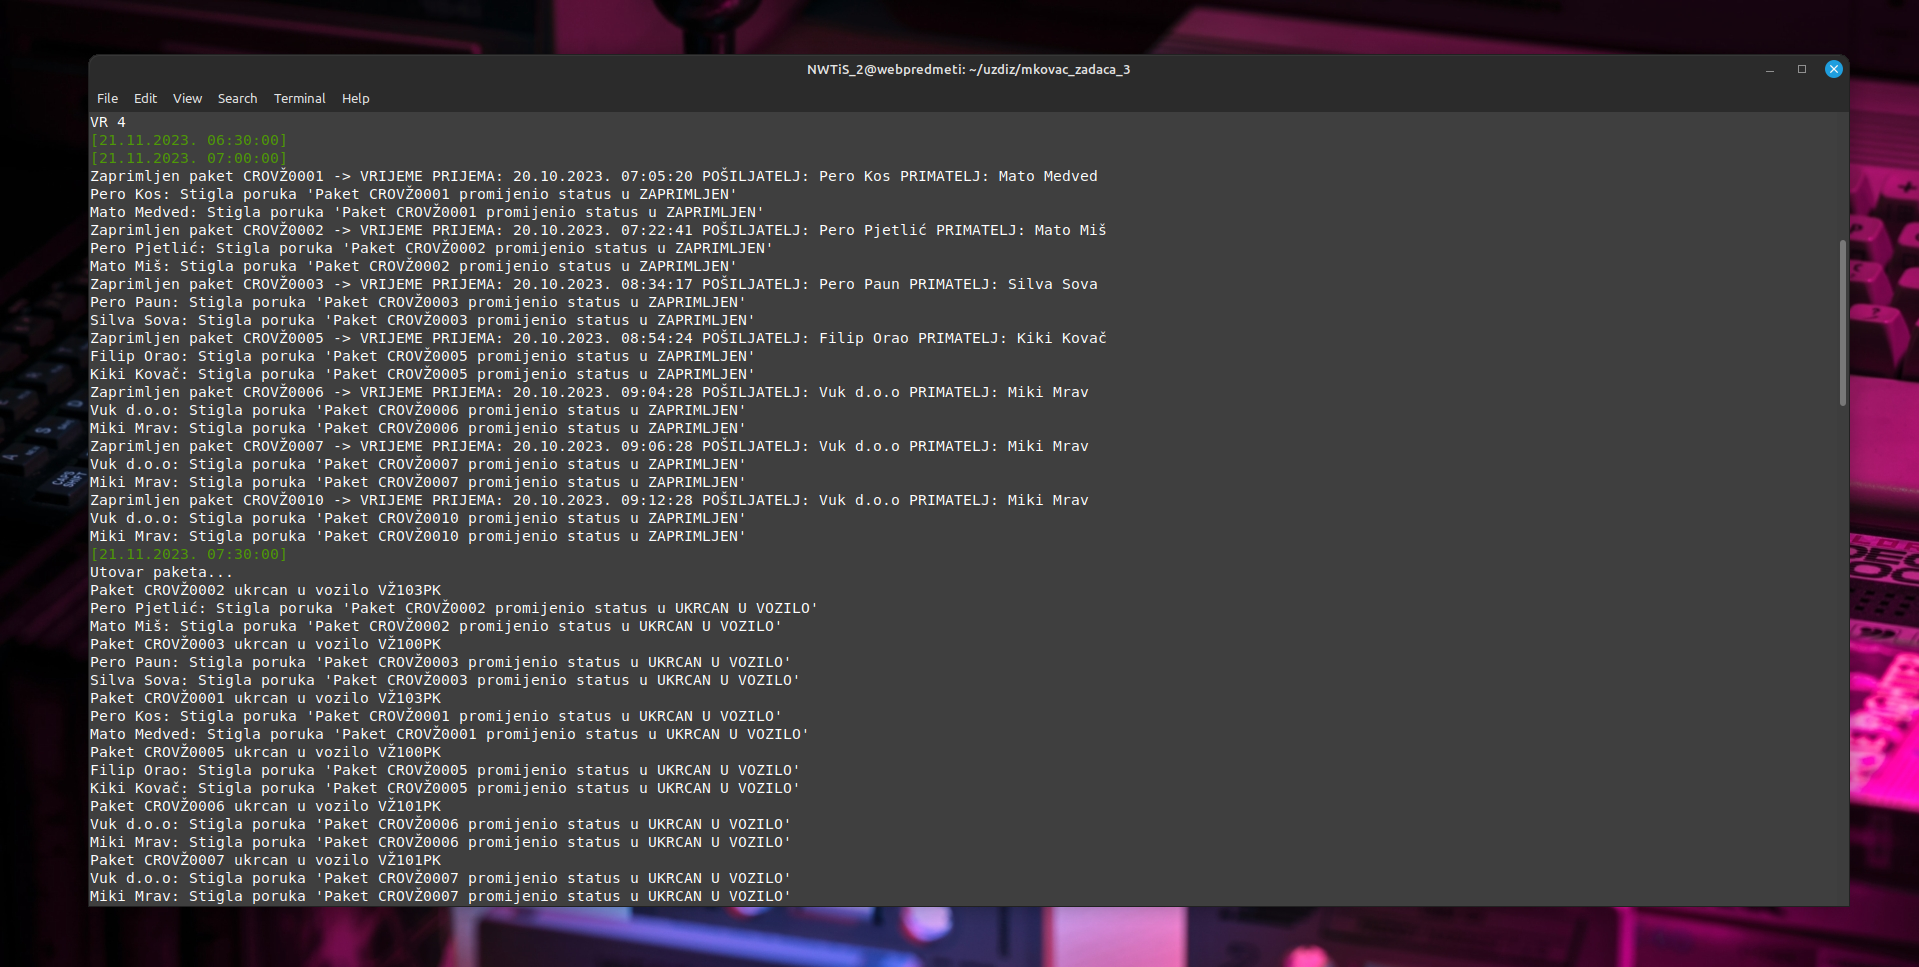 NWTiS_2@webpredmeti: ~/uzdiz/mkovac_zadaca_3
File Edit View Search Terminal Help
VR 4
[21.11.2023. 06:30:00]
[21.11.2023. 07:00:00]
Zaprimljen paket CROVŽ0001 -> VRIJEME PRIJEMA: 20.10.2023. 07:05:20 POŠILJATELJ: Pero Kos PRIMATELJ: Mato Medved
Pero Kos: Stigla poruka 'Paket CROVŽ0001 promijenio status u ZAPRIMLJEN'
Mato Medved: Stigla poruka 'Paket CROVŽ0001 promijenio status u ZAPRIMLJEN'
Zaprimljen paket CROVŽ0002 -> VRIJEME PRIJEMA: 20.10.2023. 07:22:41 POŠILJATELJ: Pero Pjetlić PRIMATELJ: Mato Miš
Pero Pjetlić: Stigla poruka 'Paket CROVŽ0002 promijenio status u ZAPRIMLJEN'
Mato Miš: Stigla poruka 'Paket CROVŽ0002 promijenio status u ZAPRIMLJEN'
Zaprimljen paket CROVŽ0003 -> VRIJEME PRIJEMA: 20.10.2023. 08:34:17 POŠILJATELJ: Pero Paun PRIMATELJ: Silva Sova
Pero Paun: Stigla poruka 'Paket CROVŽ0003 promijenio status u ZAPRIMLJEN'
Silva Sova: Stigla poruka 'Paket CROVŽ0003 promijenio status u ZAPRIMLJEN'
Zaprimljen paket CROVŽ0005 -> VRIJEME PRIJEMA: 20.10.2023. 08:54:24 POŠILJATELJ: Filip Orao PRIMATELJ: Kiki Kovač
Filip Orao: Stigla poruka 'Paket CROVŽ0005 promijenio status u ZAPRIMLJEN'
Kiki Kovač: Stigla poruka 'Paket CROVŽ0005 promijenio status u ZAPRIMLJEN'
Zaprimljen paket CROVŽ0006 -> VRIJEME PRIJEMA: 20.10.2023. 09:04:28 POŠILJATELJ: Vuk d.o.o PRIMATELJ: Miki Mrav
Vuk d.o.o: Stigla poruka 'Paket CROVŽ0006 promijenio status u ZAPRIMLJEN'
Miki Mrav: Stigla poruka 'Paket CROVŽ0006 promijenio status u ZAPRIMLJEN'
Zaprimljen paket CROVŽ0007 -> VRIJEME PRIJEMA: 20.10.2023. 09:06:28 POŠILJATELJ: Vuk d.o.o PRIMATELJ: Miki Mrav
Vuk d.o.o: Stigla poruka 'Paket CROVŽ0007 promijenio status u ZAPRIMLJEN'
Miki Mrav: Stigla poruka 'Paket CROVŽ0007 promijenio status u ZAPRIMLJEN'
Zaprimljen paket CROVŽ0010 -> VRIJEME PRIJEMA: 20.10.2023. 09:12:28 POŠILJATELJ: Vuk d.o.o PRIMATELJ: Miki Mrav
Vuk d.o.o: Stigla poruka 'Paket CROVŽ0010 promijenio status u ZAPRIMLJEN'
Miki Mrav: Stigla poruka 'Paket CROVŽ0010 promijenio status u ZAPRIMLJEN'
[21.11.2023. 07:30:00]
Utovar paketa...
Paket CROVŽ0002 ukrcan u vozilo VŽ103PK
Pero Pjetlić: Stigla poruka 'Paket CROVŽ0002 promijenio status u UKRCAN U VOZILO'
Mato Miš: Stigla poruka 'Paket CROVŽ0002 promijenio status u UKRCAN U VOZILO'
Paket CROVŽ0003 ukrcan u vozilo VŽ100PK
Pero Paun: Stigla poruka 'Paket CROVŽ0003 promijenio status u UKRCAN U VOZILO'
Silva Sova: Stigla poruka 'Paket CROVŽ0003 promijenio status u UKRCAN U VOZILO'
Paket CROVŽ0001 ukrcan u vozilo VŽ103PK
Pero Kos: Stigla poruka 'Paket CROVŽ0001 promijenio status u UKRCAN U VOZILO'
Mato Medved: Stigla poruka 'Paket CROVŽ0001 promijenio status u UKRCAN U VOZILO'
Paket CROVŽ0005 ukrcan u vozilo VŽ100PK
Filip Orao: Stigla poruka 'Paket CROVŽ0005 promijenio status u UKRCAN U VOZILO'
Kiki Kovač: Stigla poruka 'Paket CROVŽ0005 promijenio status u UKRCAN U VOZILO'
Paket CROVŽ0006 ukrcan u vozilo VŽ101PK
Vuk d.o.o: Stigla poruka 'Paket CROVŽ0006 promijenio status u UKRCAN U VOZILO'
Miki Mrav: Stigla poruka 'Paket CROVŽ0006 promijenio status u UKRCAN U VOZILO'
Paket CROVŽ0007 ukrcan u vozilo VŽ101PK
Vuk d.o.o: Stigla poruka 'Paket CROVŽ0007 promijenio status u UKRCAN U VOZILO'
Miki Mrav: Stigla poruka 'Paket CROVŽ0007 promijenio status u UKRCAN U VOZILO'